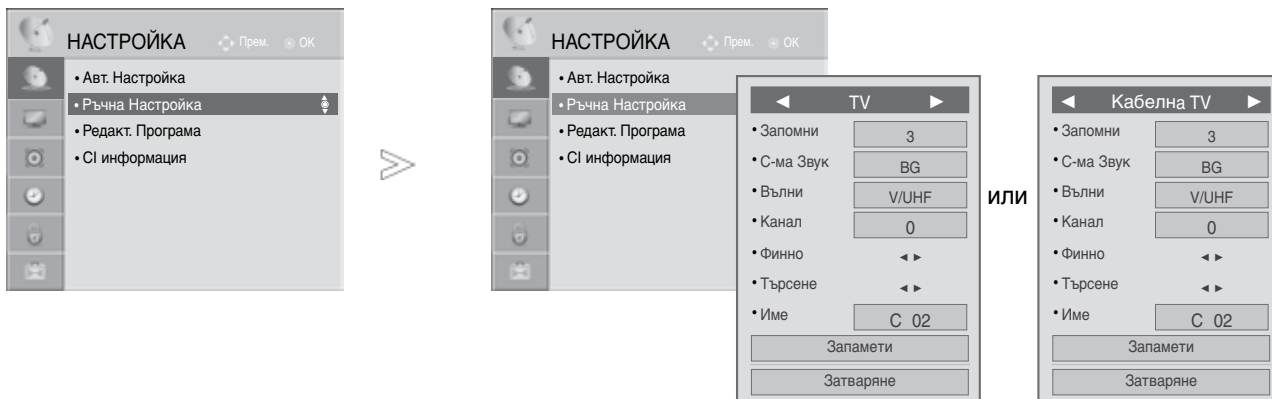 НАСТРОЙКА Прем. OK
• Авт. Настройка
• Ръчна Настройка
• Редакт. Програма
• CI информация
НАСТРОЙКА Прем. OK
• Авт. Настройка
• Ръчна Настройка
• Редакт. Програма
• CI информация
◀ TV ▶
• Запомни 3
• С-ма Звук BG
• Вълни V/UHF
• Канал 0
• Финно ◀ ▶
• Търсене ◀ ▶
• Име C 02
Запамети
Затваряне
или
◀ Кабелна TV ▶
• Запомни 3
• С-ма Звук BG
• Вълни V/UHF
• Канал 0
• Финно ◀ ▶
• Търсене ◀ ▶
• Име C 02
Запамети
Затваряне